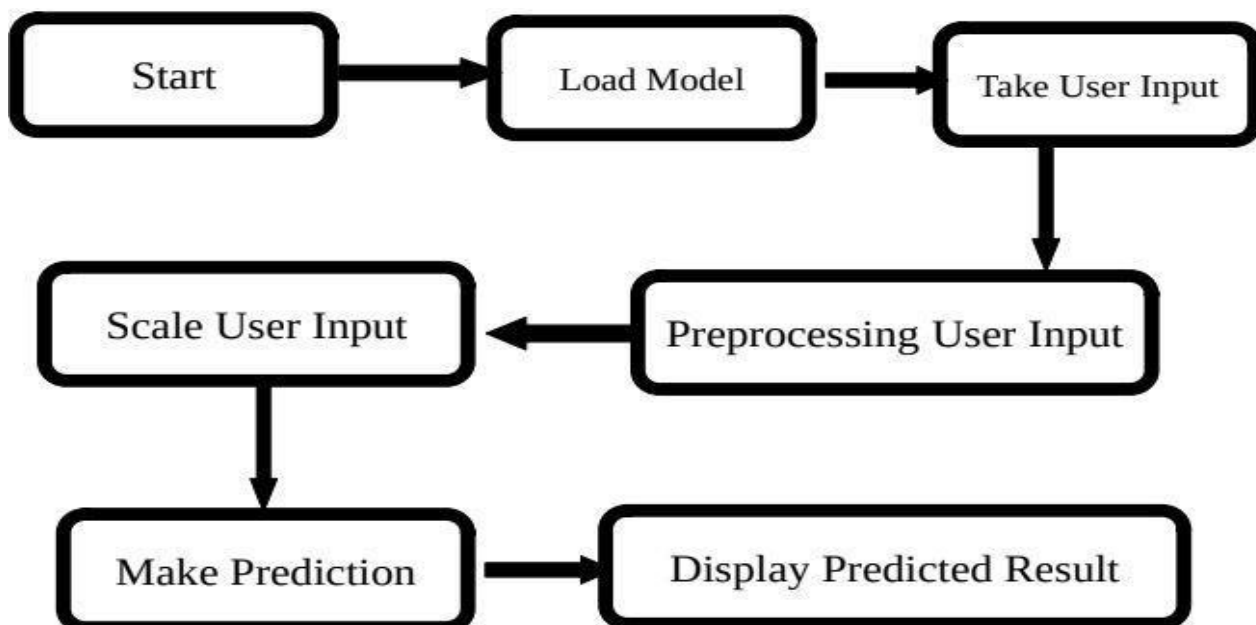 Start
Load Model
Take User Input
Preprocessing User Input
Scale User Input
Make Prediction
Display Predicted Result